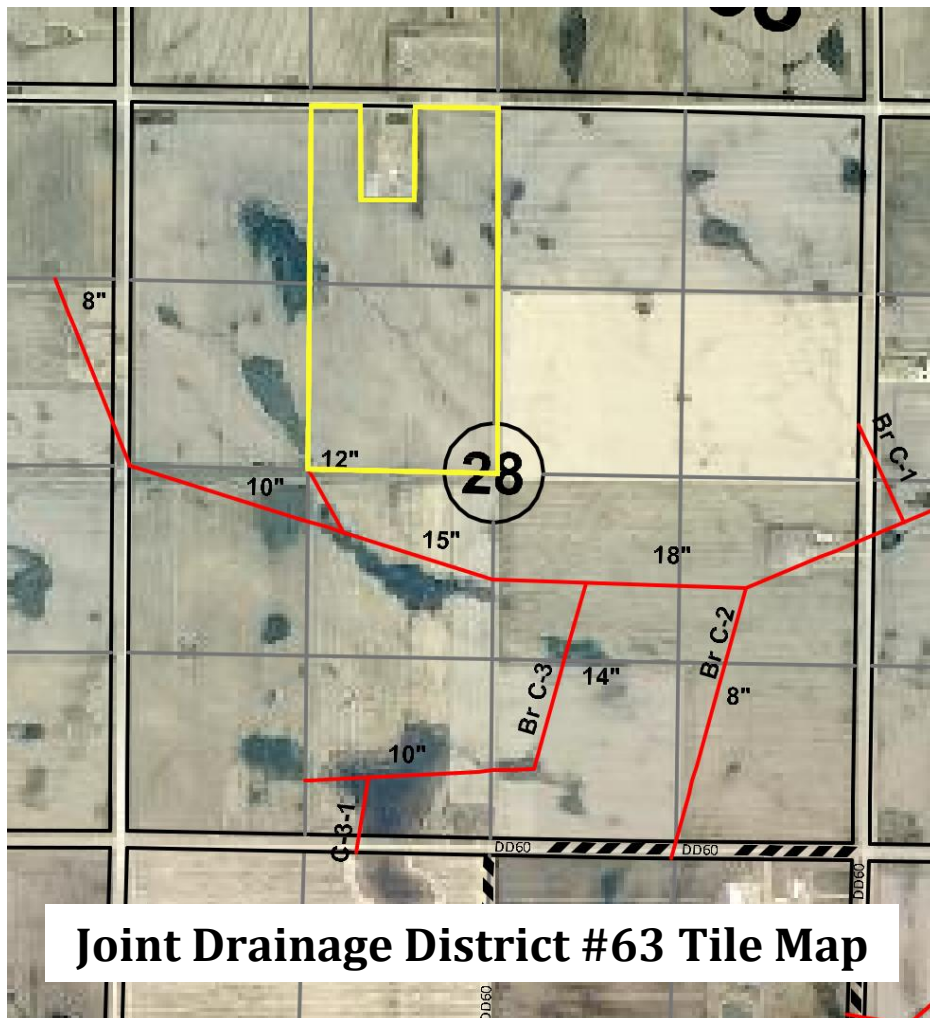 8"
Br C-1
12"
28
10"
15"
18"
Br C-2
Br C-3
14"
8"
10"
C-3-1
DD60
DD60
DD60
Joint Drainage District #63 Tile Map
DD60